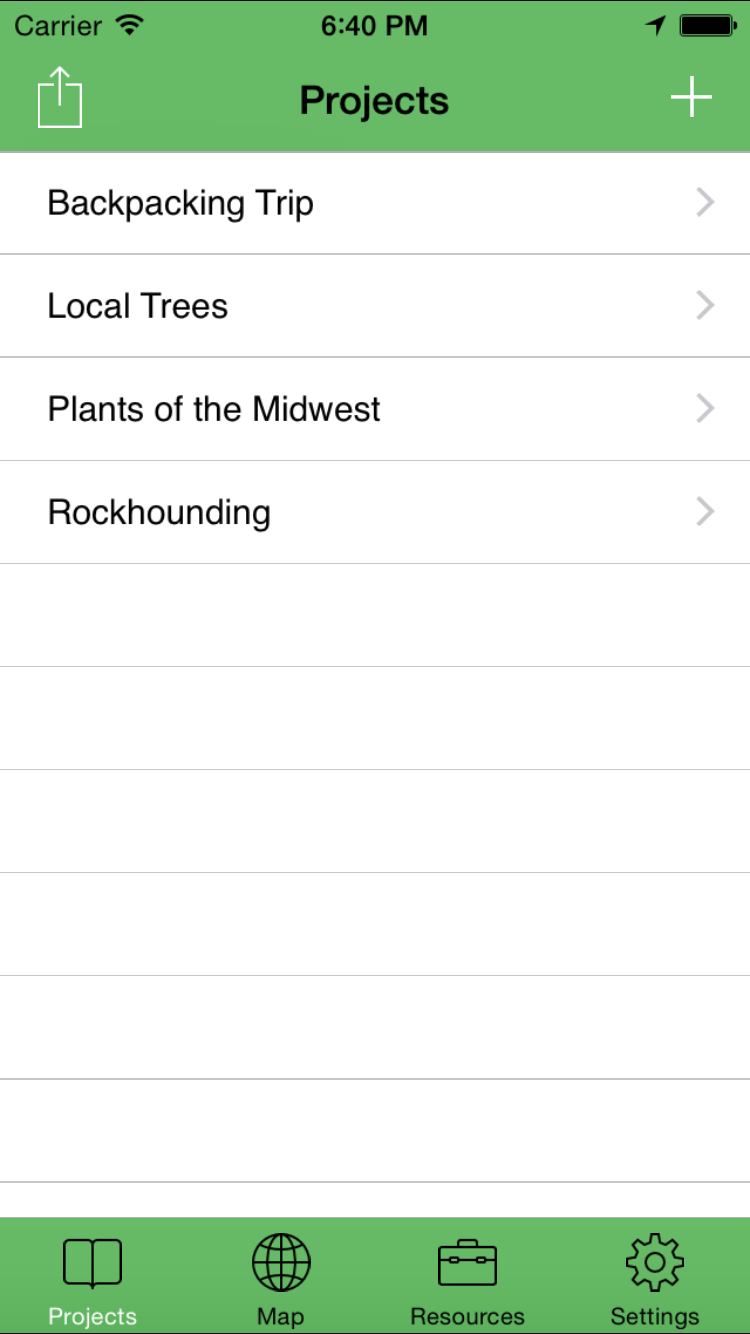 Carrier 6:40 PM
Projects
Backpacking Trip
Local Trees
Plants of the Midwest
Rockhounding
Projects Map Resources Settings